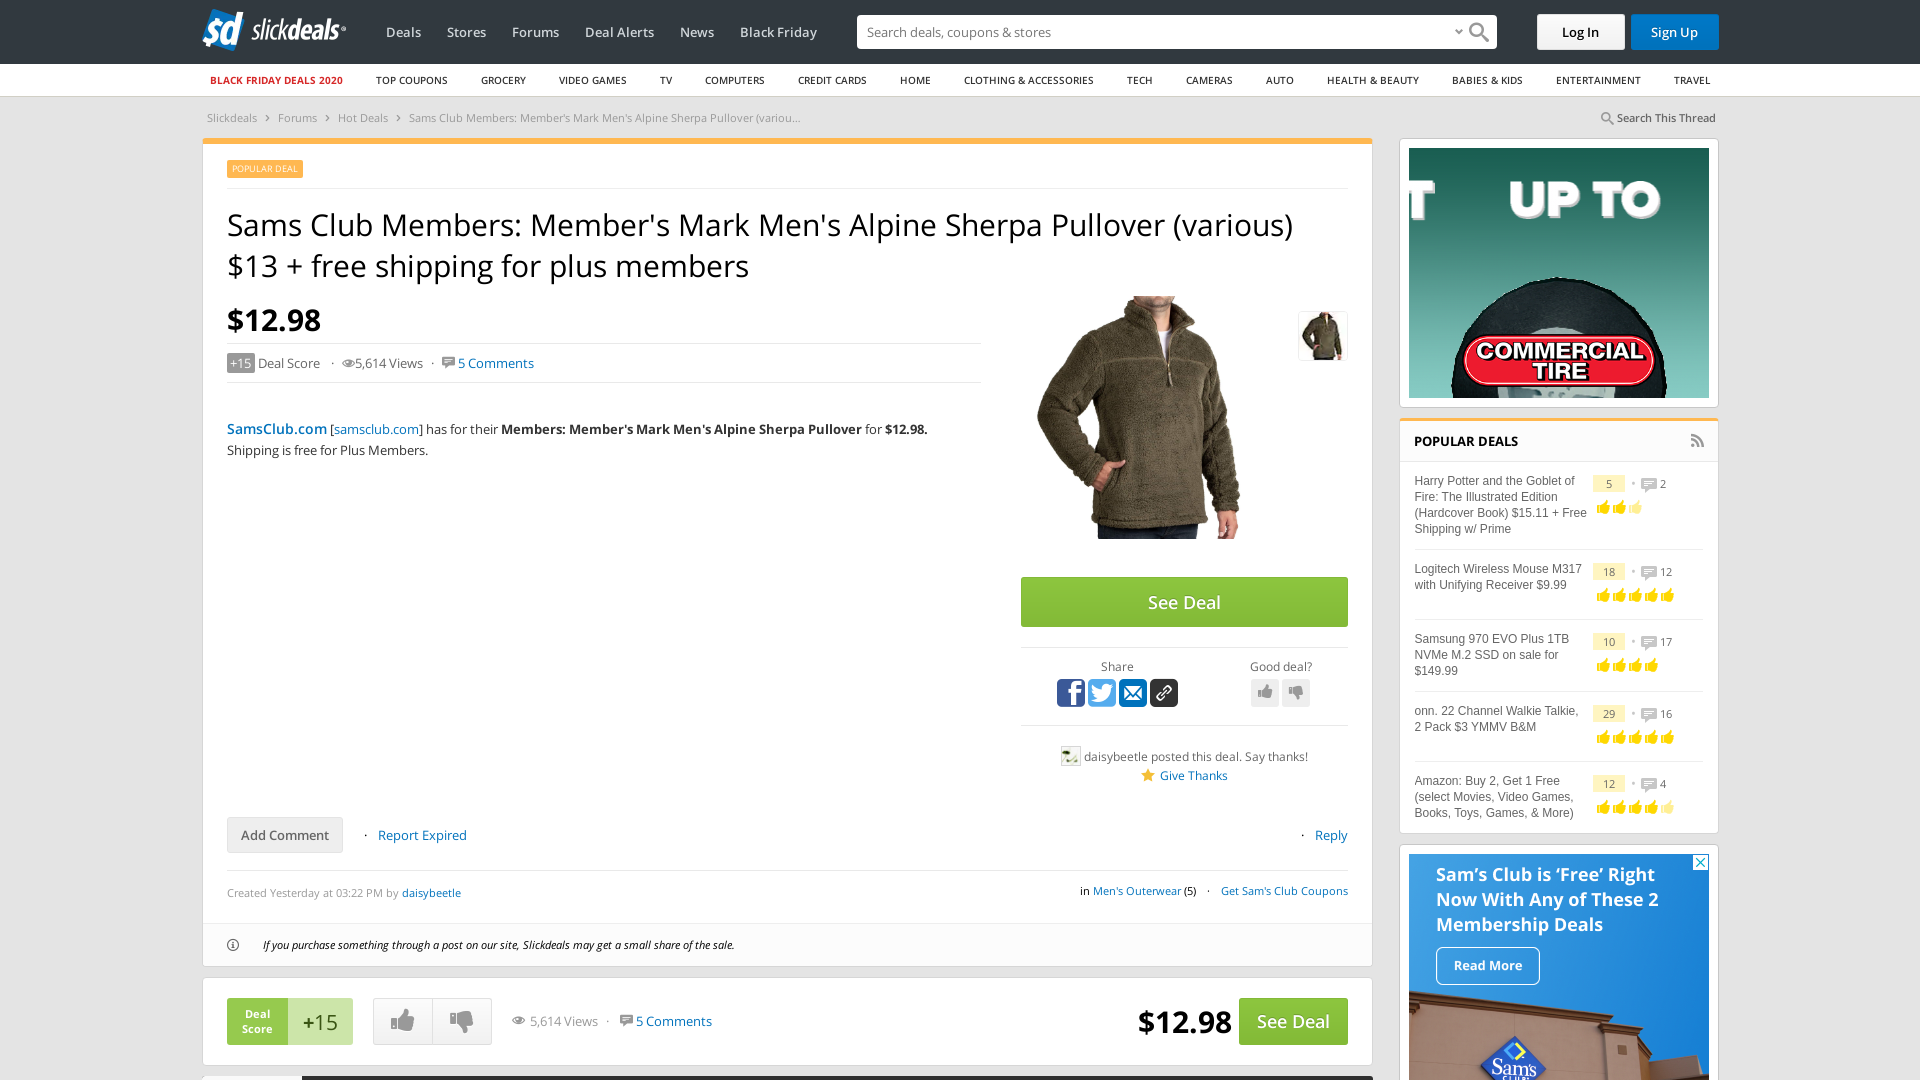 slickdeals
Deals
Stores
Forums
Deal Alerts
News
Black Friday
Search deals, coupons & stores
Log In
Sign Up
BLACK FRIDAY DEALS 2020
TOP COUPONS
GROCERY
VIDEO GAMES
TV
COMPUTERS
CREDIT CARDS
HOME
CLOTHING & ACCESSORIES
TECH
CAMERAS
AUTO
HEALTH & BEAUTY
BABIES & KIDS
ENTERTAINMENT
TRAVEL
Slickdeals › Forums › Hot Deals › Sams Club Members: Member's Mark Men's Alpine Sherpa Pullover (variou...
Search This Thread
POPULAR DEAL
Sams Club Members: Member's Mark Men's Alpine Sherpa Pullover (various)
$13 + free shipping for plus members
$12.98
+15 Deal Score · 5,614 Views · 5 Comments
SamsClub.com [samsclub.com] has for their Members: Member's Mark Men's Alpine Sherpa Pullover for $12.98.
Shipping is free for Plus Members.
See Deal
Share
Good deal?
daisybeetle posted this deal. Say thanks!
Give Thanks
Add Comment · Report Expired
· Reply
Created Yesterday at 03:22 PM by daisybeetle
in Men's Outerwear (5) · Get Sam's Club Coupons
If you purchase something through a post on our site, Slickdeals may get a small share of the sale.
Deal
Score
+15
5,614 Views · 5 Comments
$12.98
See Deal
T UP TO
COMMERCIAL
TIRE
POPULAR DEALS
Harry Potter and the Goblet of
Fire: The Illustrated Edition
(Hardcover Book) $15.11 + Free
Shipping w/ Prime
5 • 2
Logitech Wireless Mouse M317
with Unifying Receiver $9.99
18 • 12
Samsung 970 EVO Plus 1TB
NVMe M.2 SSD on sale for
$149.99
10 • 17
onn. 22 Channel Walkie Talkie,
2 Pack $3 YMMV B&M
29 • 16
Amazon: Buy 2, Get 1 Free
(select Movies, Video Games,
Books, Toys, Games, & More)
12 • 4
Sam's Club is 'Free' Right
Now With Any of These 2
Membership Deals
Read More
Sam's
CLUB